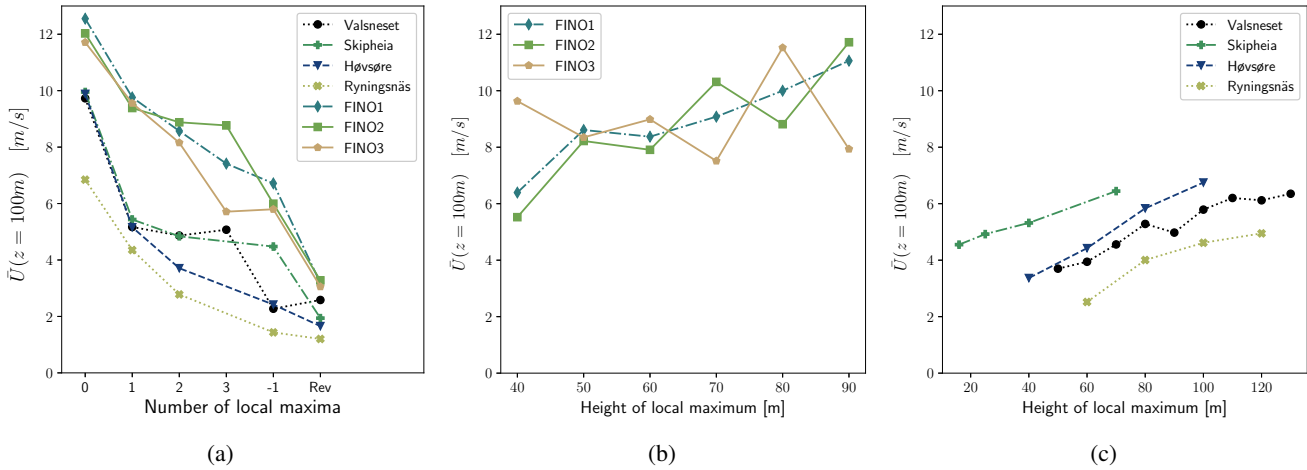 12
10
8
6
4
2
0
Ū(z = 100m) [m/s]
0 1 2 3 -1 Rev
Number of local maxima
Valsneset
Skipheia
Høvsøre
Ryningsnäs
FINO1
FINO2
FINO3
(a)
12
10
8
6
4
2
0
Ū(z = 100m) [m/s]
40 50 60 70 80 90
Height of local maximum [m]
FINO1
FINO2
FINO3
(b)
12
10
8
6
4
2
0
Ū(z = 100m) [m/s]
20 40 60 80 100 120
Height of local maximum [m]
Valsneset
Skipheia
Høvsøre
Ryningsnäs
(c)